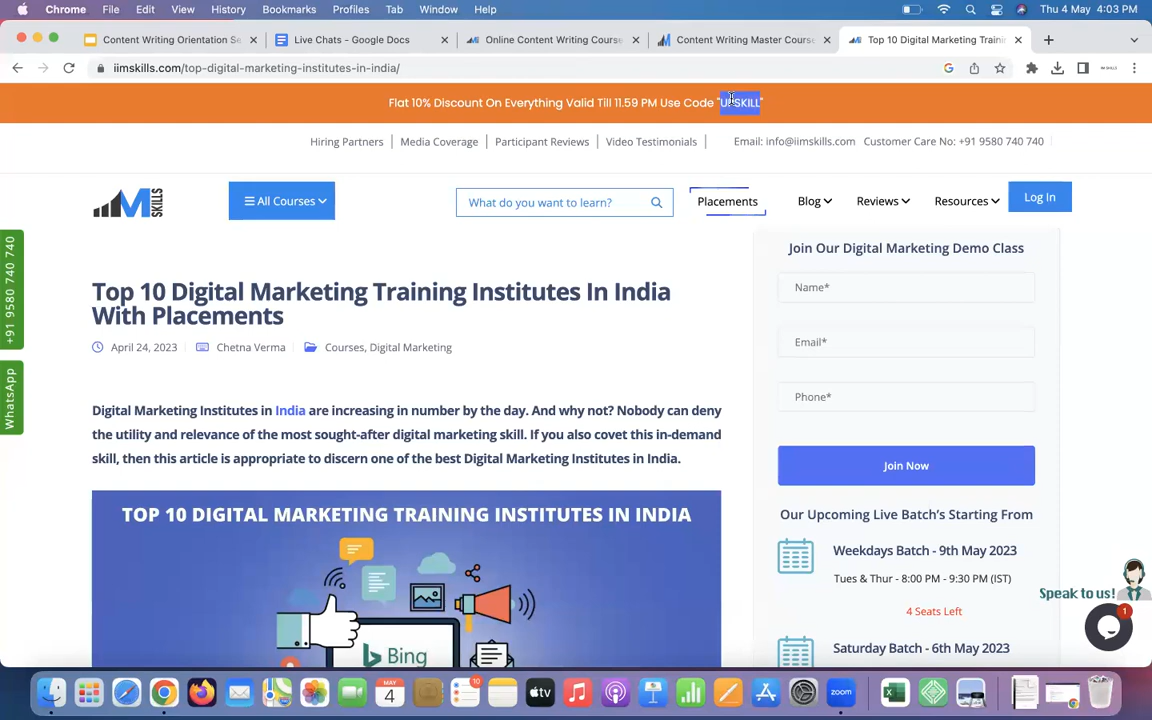 Chrome File Edit View History Bookmarks Profiles Tab Window Help Thu 4 May 4:03 PM
Content Writing Orientation Se Live Chats - Google Docs Online Content Writing Course Content Writing Master Course Top 10 Digital Marketing Traini
iimskills.com/top-digital-marketing-institutes-in-india/
Flat 10% Discount On Everything Valid Till 11.59 PM Use Code "UPSKILL"
Hiring Partners Media Coverage Participant Reviews Video Testimonials Email: info@iimskills.com Customer Care No: +91 9580 740 740
IIM SKILLS All Courses What do you want to learn? Placements Blog Reviews Resources Log In
+91 9580 740 740
WhatsApp
Top 10 Digital Marketing Training Institutes In India
With Placements
April 24, 2023 Chetna Verma Courses, Digital Marketing
Digital Marketing Institutes in India are increasing in number by the day. And why not? Nobody can deny
the utility and relevance of the most sought-after digital marketing skill. If you also covet this in-demand
skill, then this article is appropriate to discern one of the best Digital Marketing Institutes in India.
TOP 10 DIGITAL MARKETING TRAINING INSTITUTES IN INDIA
Bing
Join Our Digital Marketing Demo Class
Name*
Email*
Phone*
Join Now
Our Upcoming Live Batch's Starting From
Weekdays Batch - 9th May 2023
Tues & Thur - 8:00 PM - 9:30 PM (IST)
4 Seats Left
Saturday Batch - 6th May 2023
Speak to us!
1
MAY
4
10
tv
zoom